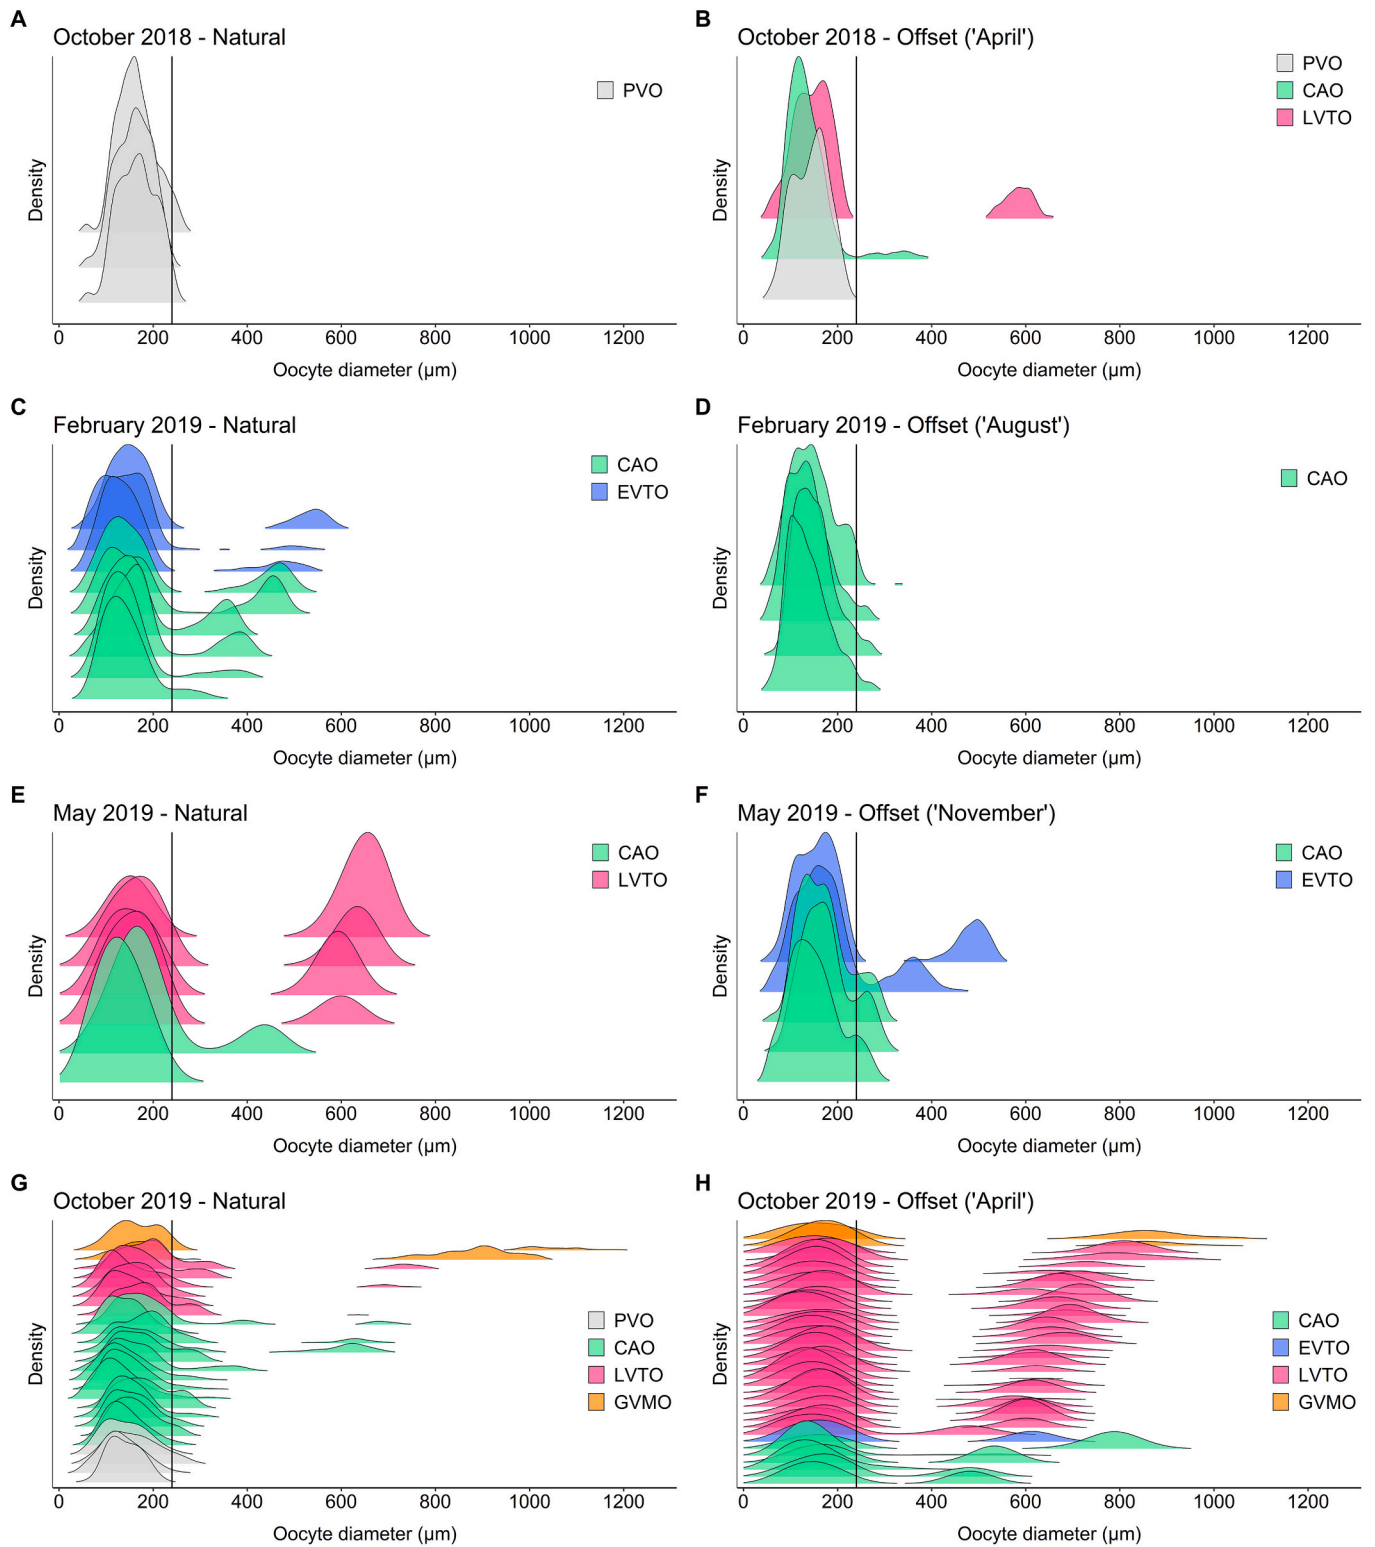 A
October 2018 - Natural
PVO
Density
0 200 400 600 800 1000 1200
Oocyte diameter (µm)
B
October 2018 - Offset ('April')
PVO
CAO
LVTO
Density
0 200 400 600 800 1000 1200
Oocyte diameter (µm)
C
February 2019 - Natural
CAO
EVTO
Density
0 200 400 600 800 1000 1200
Oocyte diameter (µm)
D
February 2019 - Offset ('August')
CAO
Density
0 200 400 600 800 1000 1200
Oocyte diameter (µm)
E
May 2019 - Natural
CAO
LVTO
Density
0 200 400 600 800 1000 1200
Oocyte diameter (µm)
F
May 2019 - Offset ('November')
CAO
EVTO
Density
0 200 400 600 800 1000 1200
Oocyte diameter (µm)
G
October 2019 - Natural
PVO
CAO
LVTO
GVMO
Density
0 200 400 600 800 1000 1200
Oocyte diameter (µm)
H
October 2019 - Offset ('April')
CAO
EVTO
LVTO
GVMO
Density
0 200 400 600 800 1000 1200
Oocyte diameter (µm)